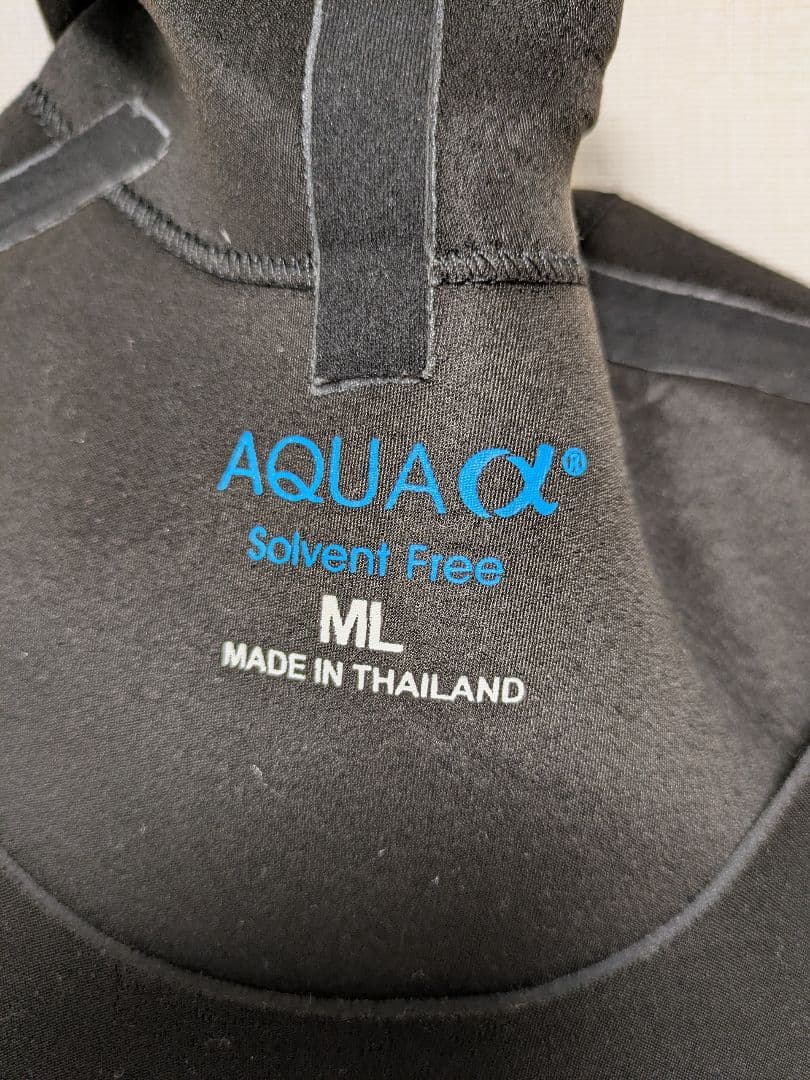 AQUA α®
Solvent Free
ML
MADE IN THAILAND